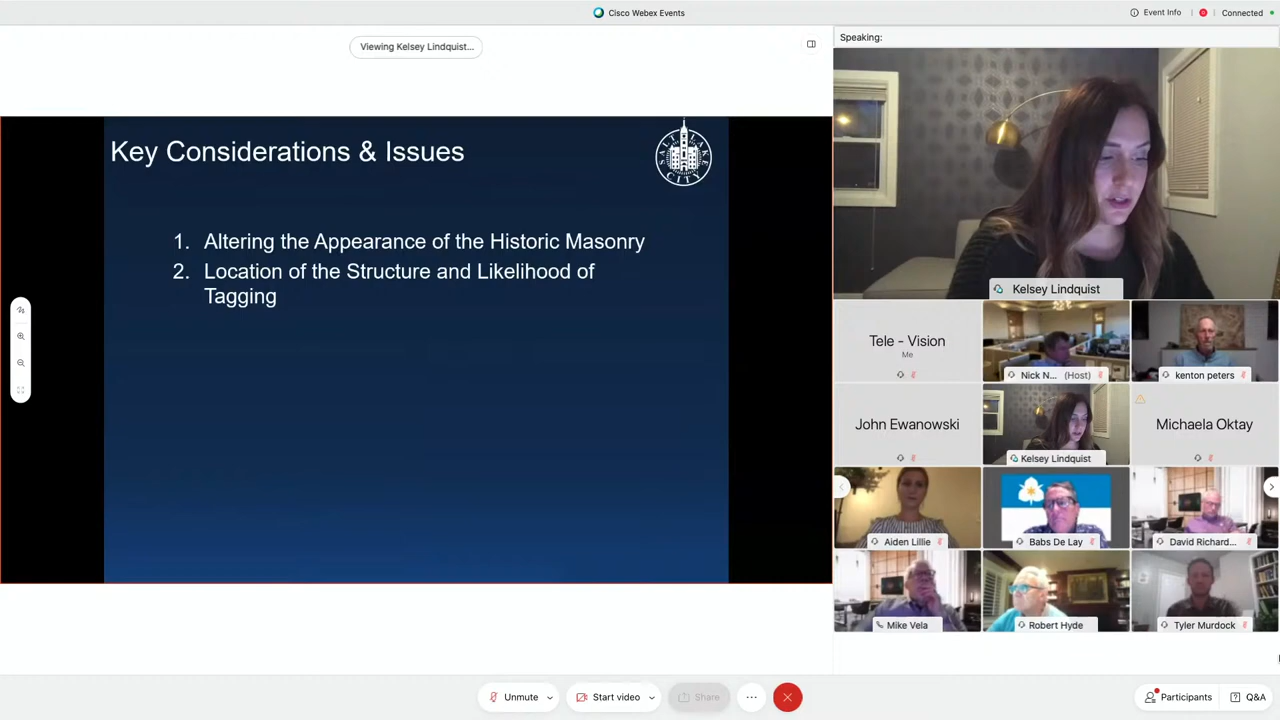 Cisco Webex Events
Event Info
Connected
Viewing Kelsey Lindquist...
Speaking:
Key Considerations & Issues
SALT LAKE
CITY
1. Altering the Appearance of the Historic Masonry
2. Location of the Structure and Likelihood of
Tagging
Kelsey Lindquist
Tele - Vision
Me
Nick N... (Host)
kenton peters
John Ewanowski
Kelsey Lindquist
Michaela Oktay
Aiden Lillie
Babs De Lay
David Richard...
Mike Vela
Robert Hyde
Tyler Murdock
Unmute
Start video
Share
Participants
Q&A